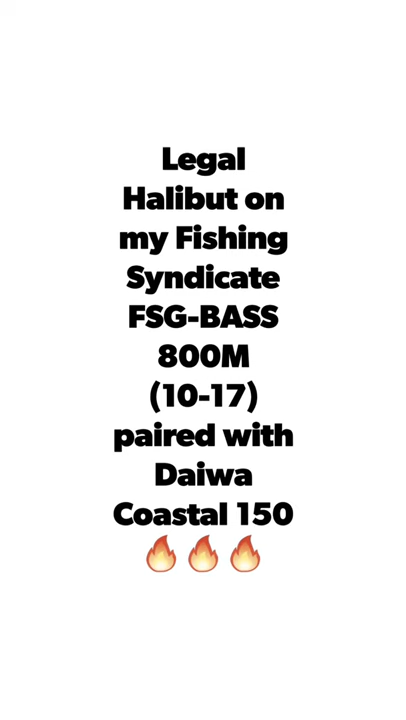 Legal
Halibut on
my Fishing
Syndicate
FSG-BASS
800M
(10-17)
paired with
Daiwa
Coastal 150
🔥🔥🔥